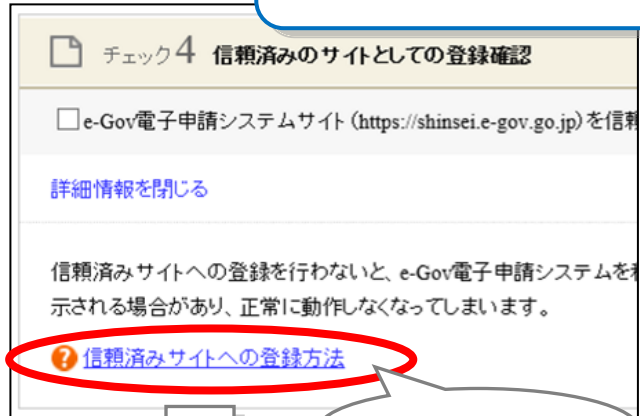 チェック4 信頼済みのサイトとしての登録確認
□e-Gov電子申請システムサイト（https://shinsei.e-gov.go.jp）を信頼
詳細情報を閉じる
信頼済みサイトへの登録を行わないと、e-Gov電子申請システムを
示される場合があり、正常に動作しなくなってしまいます。
? 信頼済みサイトへの登録方法